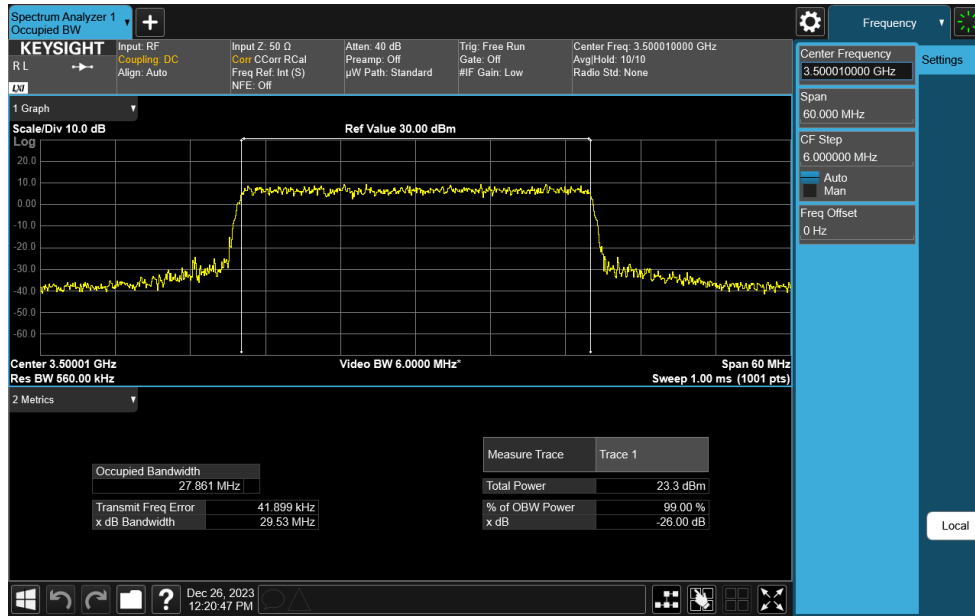 Spectrum Analyzer 1
Occupied BW
Frequency
KEYSIGHT
R L
LXI
Input: RF
Coupling: DC
Align: Auto
Input Z: 50 Ω
Corr CCorr RCal
Freq Ref: Int (S)
NFE: Off
Atten: 40 dB
Preamp: Off
µW Path: Standard
Trig: Free Run
Gate: Off
#IF Gain: Low
Center Freq: 3.500010000 GHz
Avg|Hold: 10/10
Radio Std: None
Center Frequency
3.500010000 GHz
Settings
Span
60.000 MHz
CF Step
6.000000 MHz
Auto
Man
Freq Offset
0 Hz
1 Graph
Scale/Div 10.0 dB
Ref Value 30.00 dBm
Log
20.0
10.0
0.00
-10.0
-20.0
-30.0
-40.0
-50.0
-60.0
Center 3.50001 GHz
Video BW 6.0000 MHz*
Span 60 MHz
Res BW 560.00 kHz
Sweep 1.00 ms (1001 pts)
2 Metrics
Measure Trace Trace 1
Occupied Bandwidth
27.861 MHz
Total Power 23.3 dBm
Transmit Freq Error 41.899 kHz
% of OBW Power 99.00 %
x dB Bandwidth 29.53 MHz
x dB -26.00 dB
Local
?
Dec 26, 2023
12:20:47 PM